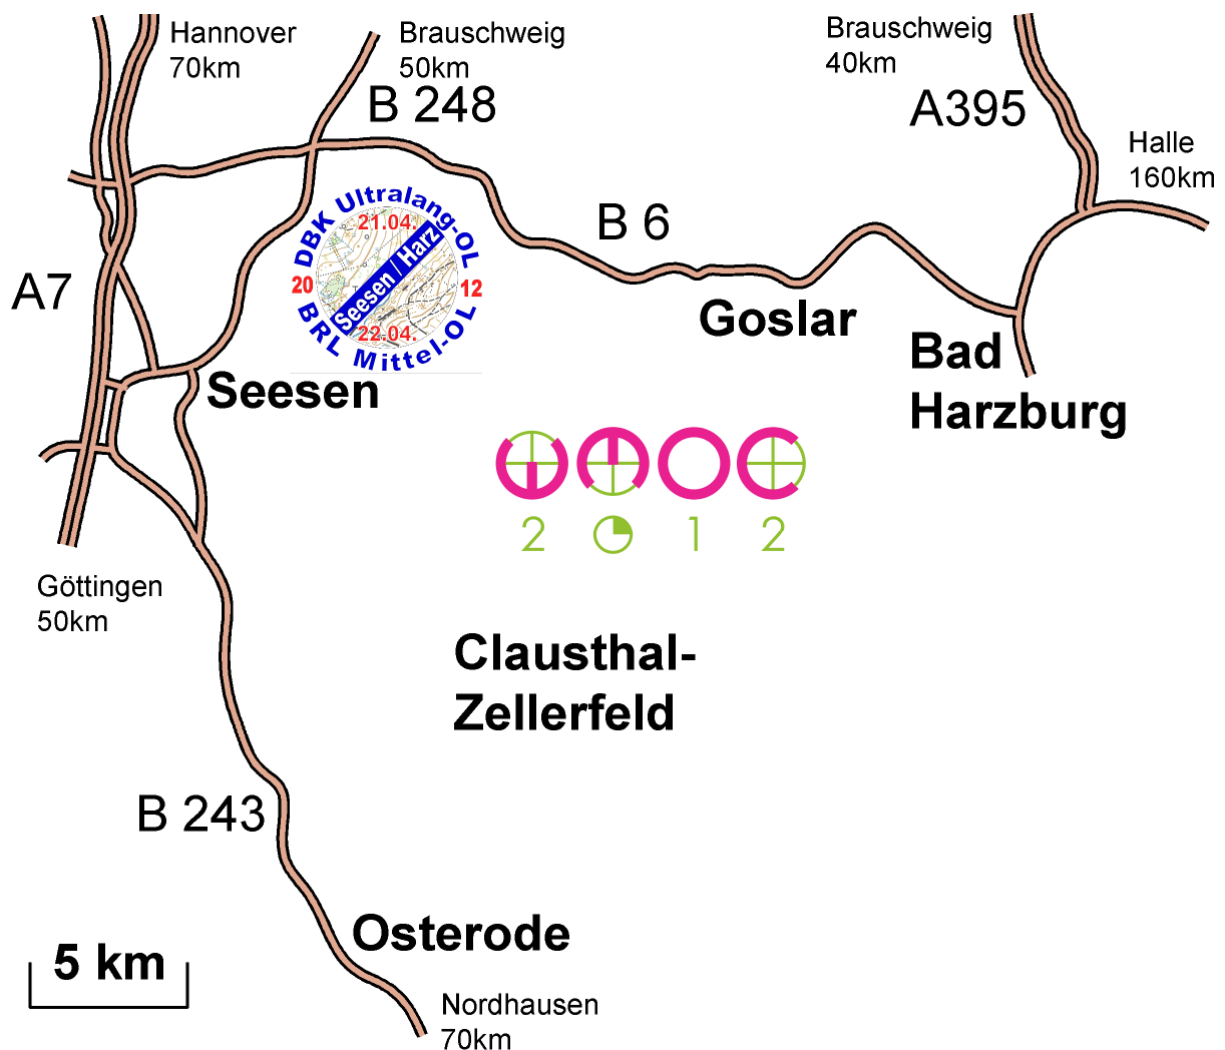 Hannover
70km
Brauschweig
50km
B 248
Brauschweig
40km
A395
Halle
160km
B 6
A7
DBK Ultralang-OL
21.04.
Seesen / Harz
20
12
22.04.
BRL Mittel-OL
Goslar
Bad
Harzburg
Seesen
2
1
2
Göttingen
50km
Clausthal-
Zellerfeld
B 243
Osterode
5 km
Nordhausen
70km